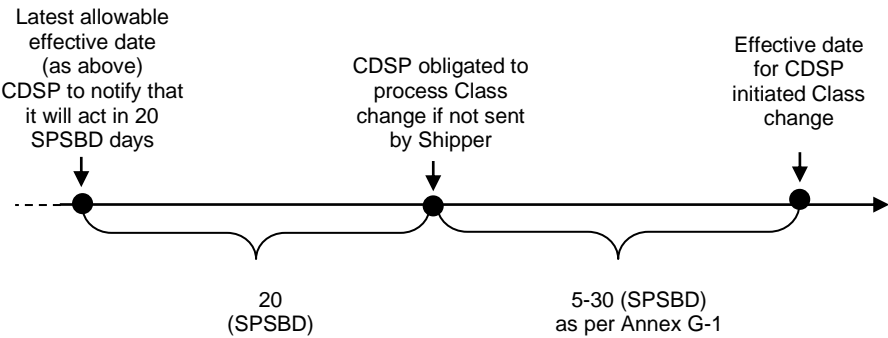 Latest allowable
effective date
(as above)
CDSP to notify that
it will act in 20
SPSBD days
CDSP obligated to
process Class
change if not sent
by Shipper
Effective date
for CDSP
initiated Class
change
20
(SPSBD)
5-30 (SPSBD)
as per Annex G-1